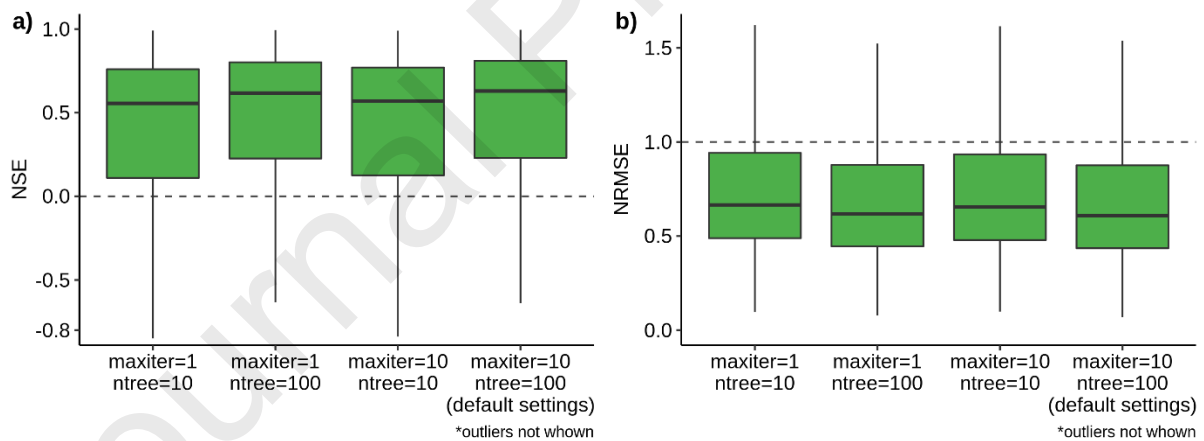 a)
NSE
1.0
0.5
0.0
-0.5
-0.8
maxiter=1 maxiter=1 maxiter=10 maxiter=10
ntree=10 ntree=100 ntree=10 ntree=100
(default settings)
*outliers not whown
b)
NRMSE
1.5
1.0
0.5
0.0
maxiter=1 maxiter=1 maxiter=10 maxiter=10
ntree=10 ntree=100 ntree=10 ntree=100
(default settings)
*outliers not whown